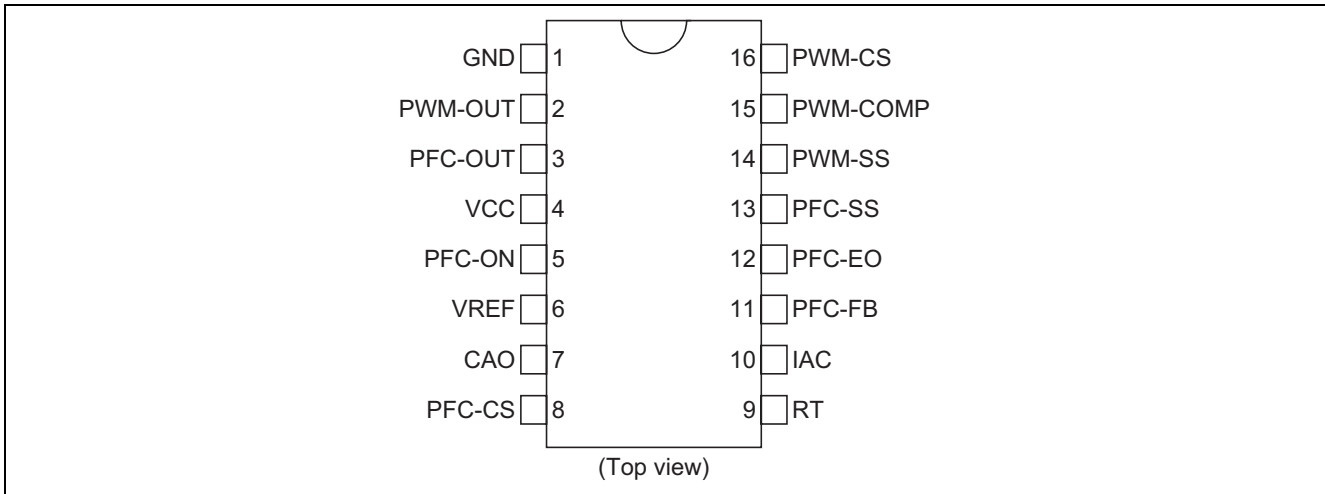 GND 1 16 PWM-CS
PWM-OUT 2 15 PWM-COMP
PFC-OUT 3 14 PWM-SS
VCC 4 13 PFC-SS
PFC-ON 5 12 PFC-EO
VREF 6 11 PFC-FB
CAO 7 10 IAC
PFC-CS 8 9 RT
(Top view)